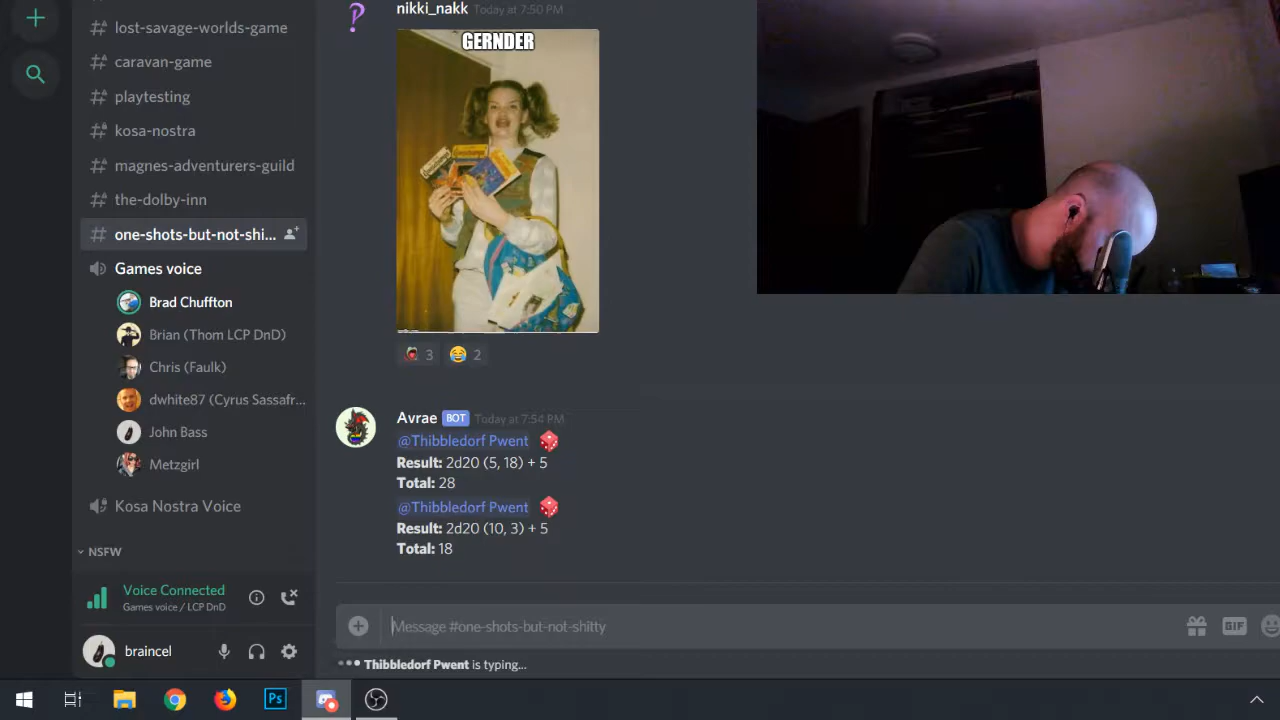 lost-savage-worlds-game
caravan-game
playtesting
kosa-nostra
magnes-adventurers-guild
the-dolby-inn
one-shots-but-not-shi...
Games voice
Brad Chuffton
Brian (Thom LCP DnD)
Chris (Faulk)
dwhite87 (Cyrus Sassafr...
John Bass
Metzgirl
Kosa Nostra Voice
NSFW
Voice Connected
Games voice / LCP DnD
braincel
nikki_nakk Today at 7:50 PM
GERNDER
3 2
Avrae BOT Today at 7:54 PM
@Thibbledorf Pwent
Result: 2d20 (5, 18) + 5
Total: 28
@Thibbledorf Pwent
Result: 2d20 (10, 3) + 5
Total: 18
Message #one-shots-but-not-shitty
GIF
Thibbledorf Pwent is typing...
Ps